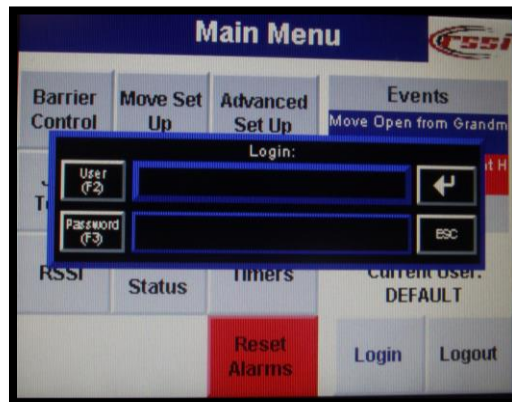 Main Menu
rssi
Barrier
Control
Move Set
Up
Advanced
Set Up
Events
Move Open from Grandm
Login:
User
(F2)
Password
(F3)
ESC
RSSI
Status
Timers
Current User:
DEFAULT
Reset
Alarms
Login
Logout